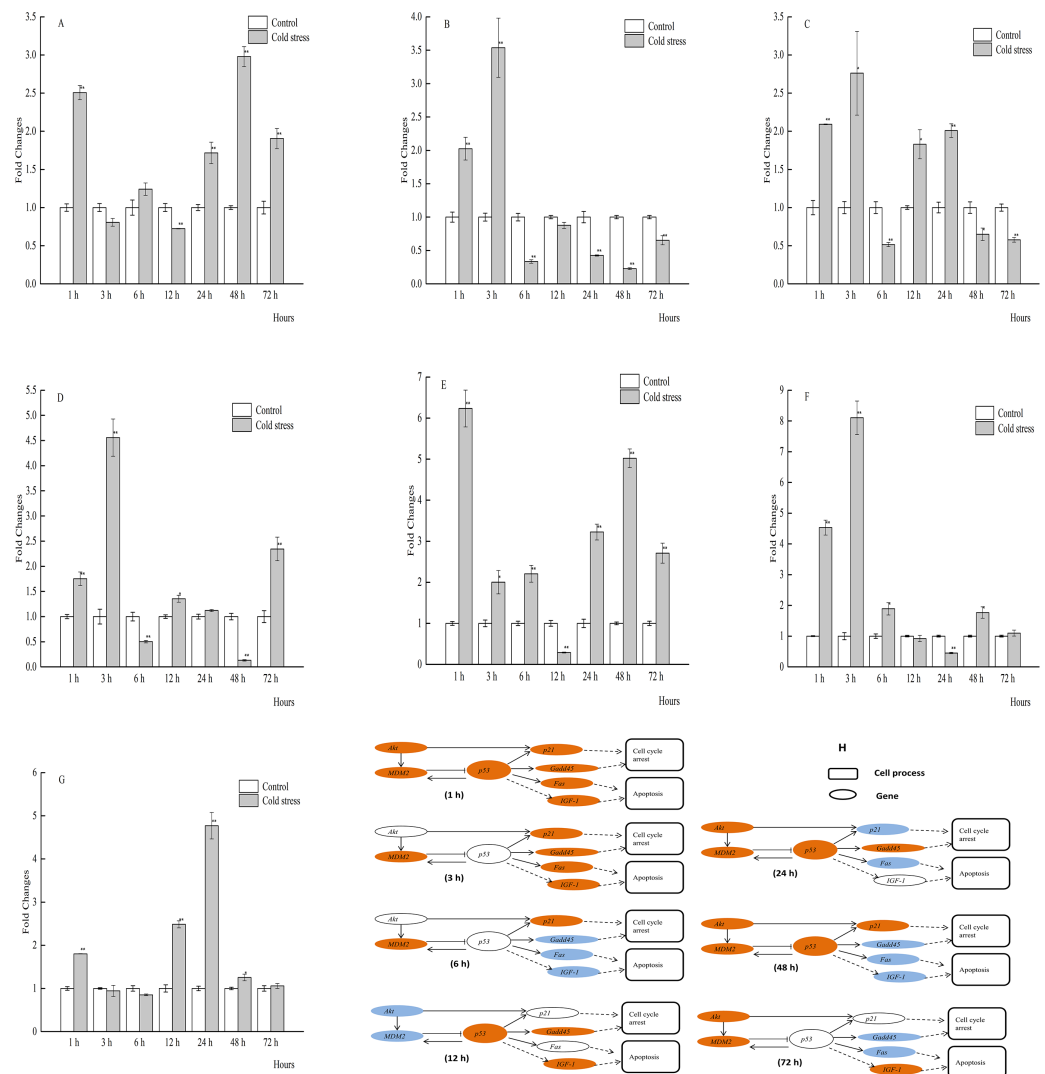 A
Control
Cold stress
Fold Changes
3.5
3.0
2.5
2.0
1.5
1.0
0.5
0.0
** ** ** ** **
1 h 3 h 6 h 12 h 24 h 48 h 72 h
Hours
B
Control
Cold stress
Fold Changes
4.0
3.5
3.0
2.5
2.0
1.5
1.0
0.5
0.0
** ** ** ** ** **
1 h 3 h 6 h 12 h 24 h 48 h 72 h
Hours
C
Control
Cold stress
Fold Changes
3.5
3.0
2.5
2.0
1.5
1.0
0.5
0.0
** * ** * ** * **
1 h 3 h 6 h 12 h 24 h 48 h 72 h
Hours
D
Control
Cold stress
Fold Changes
5.5
5.0
4.5
4.0
3.5
3.0
2.5
2.0
1.5
1.0
0.5
0.0
** ** ** * ** **
1 h 3 h 6 h 12 h 24 h 48 h 72 h
Hours
E
Control
Cold stress
Fold Changes
7
6
5
4
3
2
1
0
** * ** ** ** ** **
1 h 3 h 6 h 12 h 24 h 48 h 72 h
Hours
F
Control
Cold stress
Fold Changes
9
8
7
6
5
4
3
2
1
0
** ** * ** *
1 h 3 h 6 h 12 h 24 h 48 h 72 h
Hours
G
Control
Cold stress
Fold Changes
6
5
4
3
2
1
0
** ** ** *
1 h 3 h 6 h 12 h 24 h 48 h 72 h
Hours
H
Cell process
Gene
Akt
MDM2
p53
p21
Gadd45
Fas
IGF-1
Cell cycle
arrest
Apoptosis
(1 h)
Akt
MDM2
p53
p21
Gadd45
Fas
IGF-1
Cell cycle
arrest
Apoptosis
(3 h)
Akt
MDM2
p53
p21
Gadd45
Fas
IGF-1
Cell cycle
arrest
Apoptosis
(6 h)
Akt
MDM2
p53
p21
Gadd45
Fas
IGF-1
Cell cycle
arrest
Apoptosis
(12 h)
Akt
MDM2
p53
p21
Gadd45
Fas
IGF-1
Cell cycle
arrest
Apoptosis
(24 h)
Akt
MDM2
p53
p21
Gadd45
Fas
IGF-1
Cell cycle
arrest
Apoptosis
(48 h)
Akt
MDM2
p53
p21
Gadd45
Fas
IGF-1
Cell cycle
arrest
Apoptosis
(72 h)